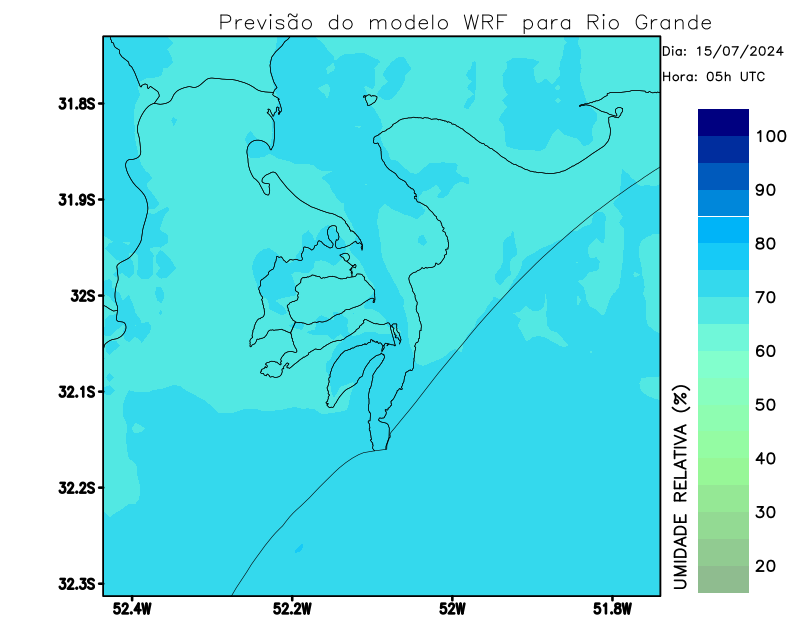 Previsão do modelo WRF para Rio Grande
Dia: 15/07/2024
Hora: 05h UTC
31.8S
31.9S
32S
32.1S
32.2S
32.3S
52.4W
52.2W
52W
51.8W
100
90
80
70
60
50
40
30
20
UMIDADE RELATIVA (%)